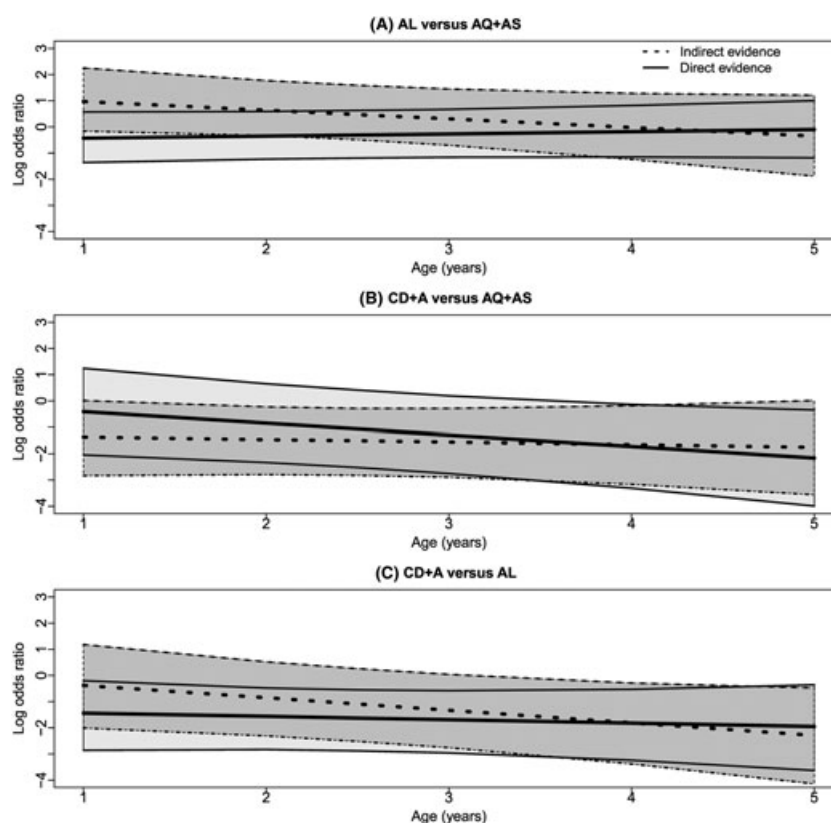 (A) AL versus AQ+AS
Indirect evidence
Direct evidence
Log odds ratio
3
2
1
0
−2
−4
1 2 3 4 5
Age (years)
(B) CD+A versus AQ+AS
Log odds ratio
3
2
1
0
−2
−4
1 2 3 4 5
Age (years)
(C) CD+A versus AL
Log odds ratio
3
2
1
0
−2
−4
1 2 3 4 5
Age (years)